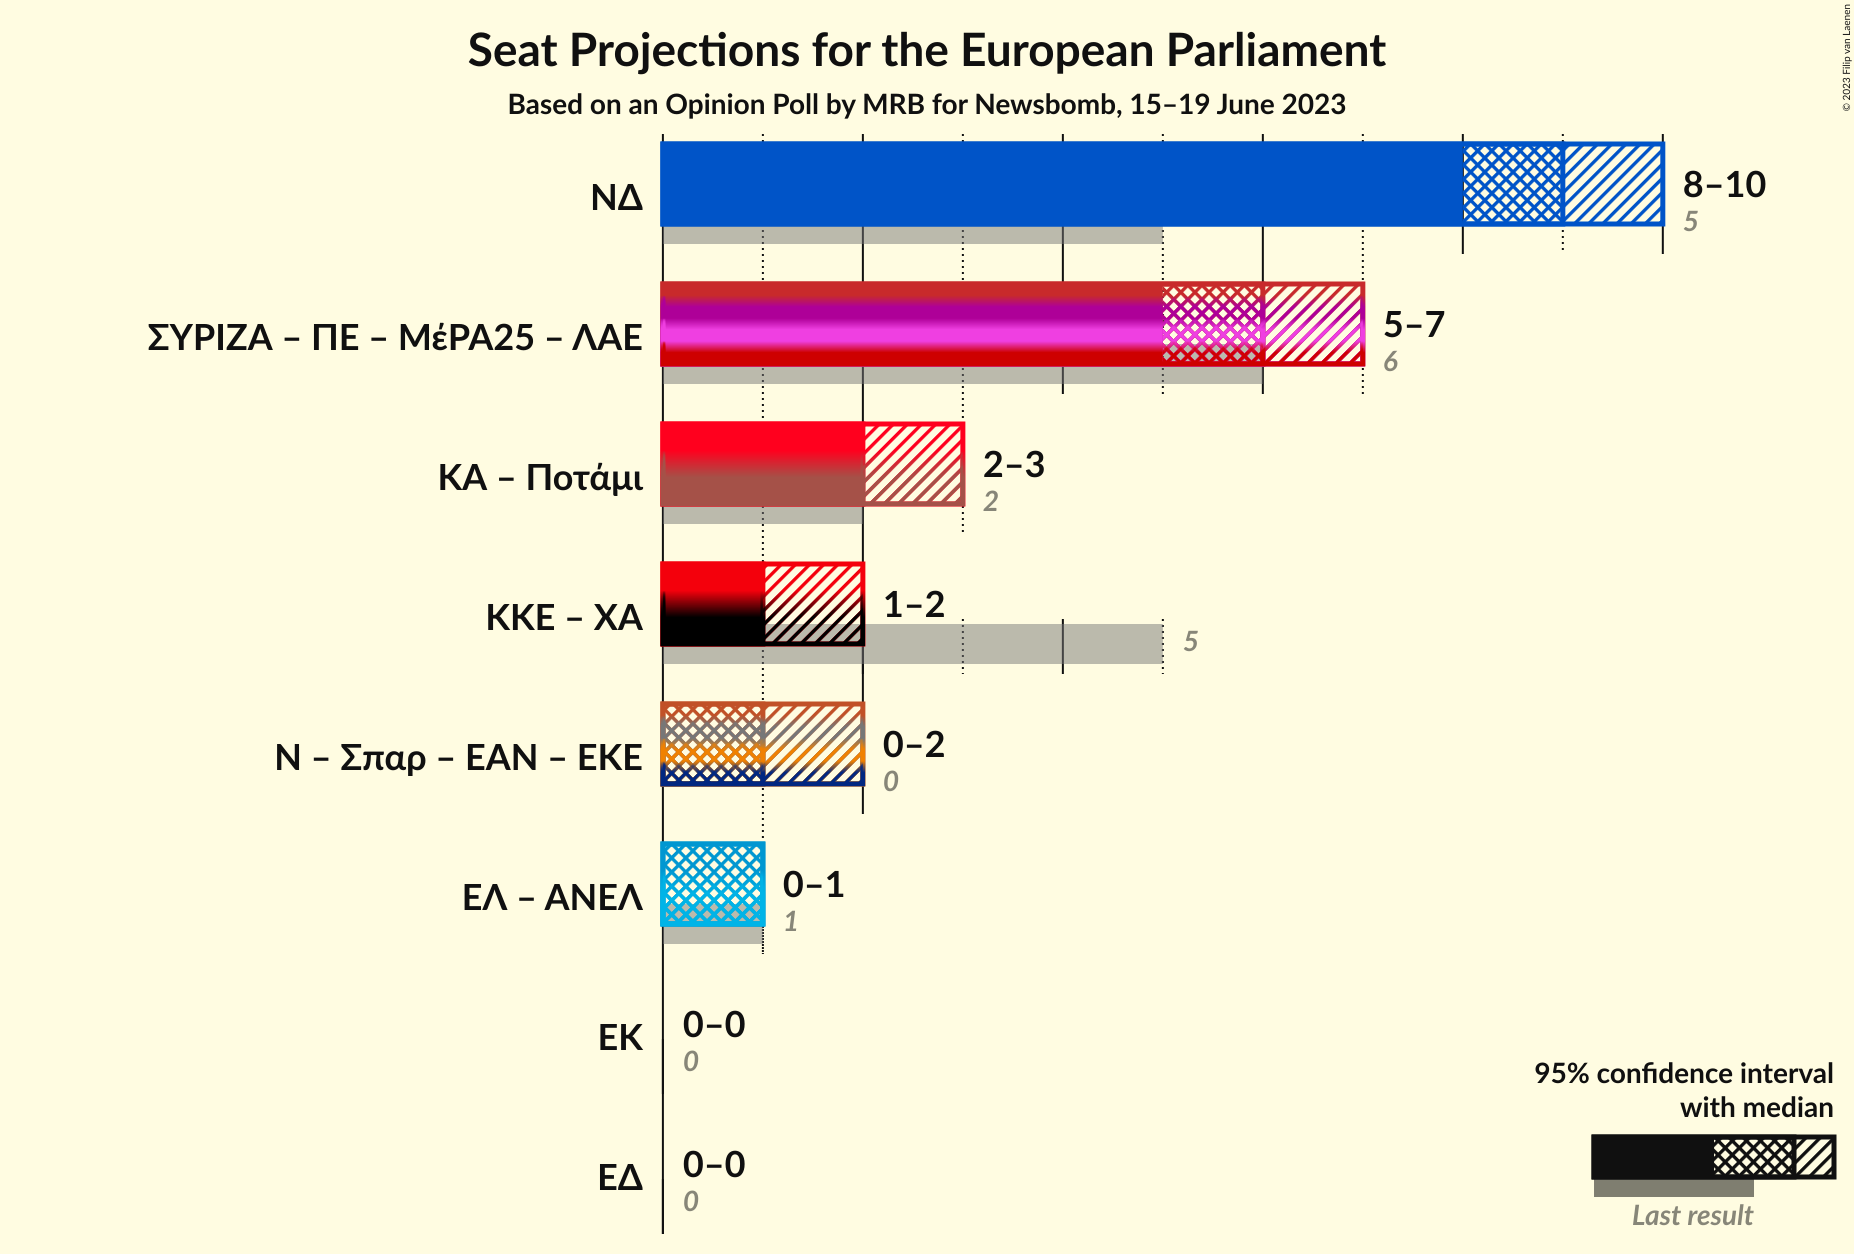 Seat Projections for the European Parliament
Based on an Opinion Poll by MRB for Newsbomb, 15–19 June 2023
© 2023 Filip van Laenen
ΝΔ
8–10
5
ΣΥΡΙΖΑ – ΠΕ – ΜέΡΑ25 – ΛΑΕ
5–7
6
ΚΑ – Ποτάμι
2–3
2
ΚΚΕ – ΧΑ
1–2
5
Ν – Σπαρ – ΕΑΝ – ΕΚΕ
0–2
0
ΕΛ – ΑΝΕΛ
0–1
1
ΕΚ
0–0
0
ΕΔ
0–0
0
95% confidence interval
with median
Last result